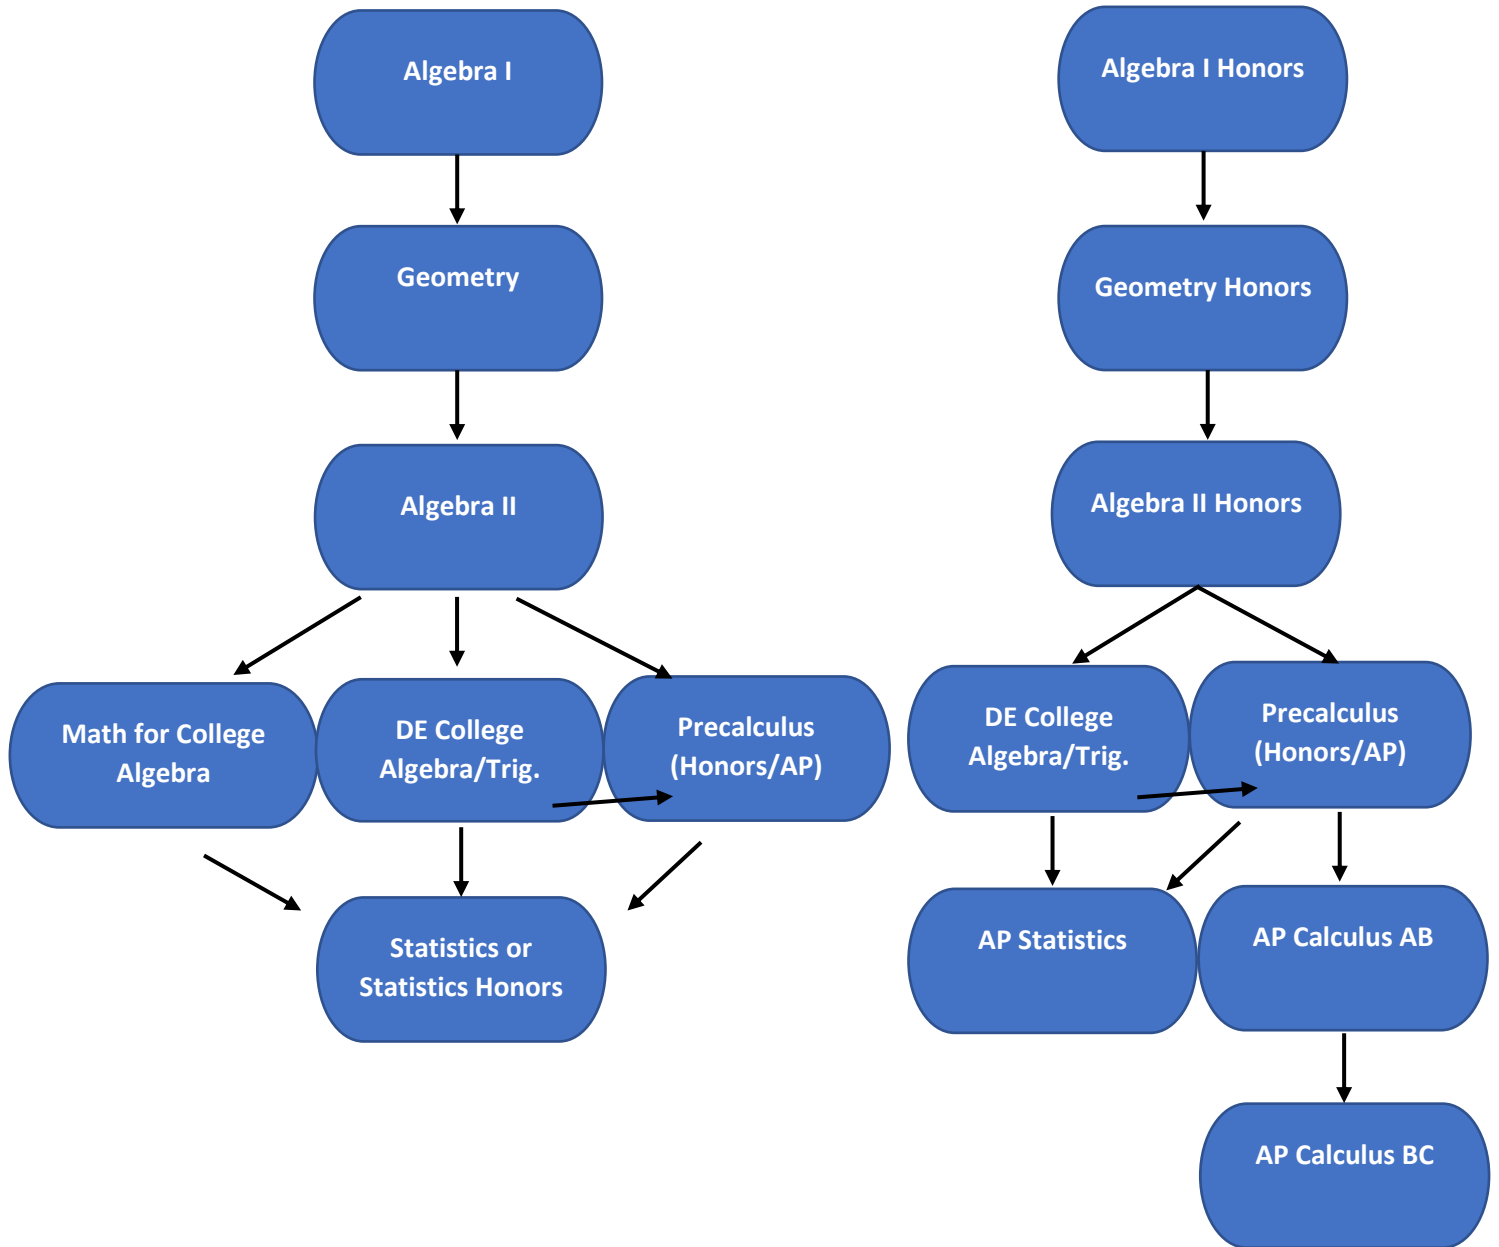 Algebra I
Algebra I Honors
Geometry
Geometry Honors
Algebra II
Algebra II Honors
Math for College
Algebra
DE College
Algebra/Trig.
Precalculus
(Honors/AP)
DE College
Algebra/Trig.
Precalculus
(Honors/AP)
Statistics or
Statistics Honors
AP Statistics
AP Calculus AB
AP Calculus BC